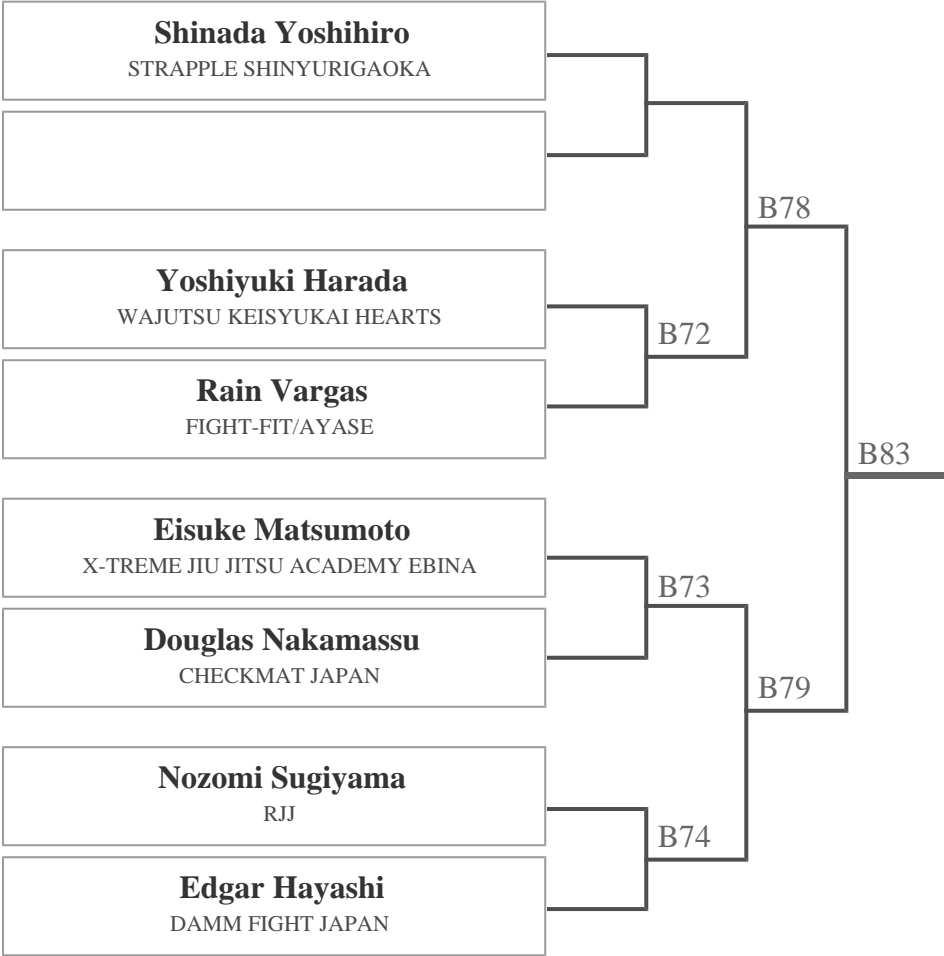 Shinada Yoshihiro
STRAPPLE SHINYURIGAOKA
B78
Yoshiyuki Harada
WAJUTSU KEISYUKAI HEARTS
B72
Rain Vargas
FIGHT-FIT/AYASE
B83
Eisuke Matsumoto
X-TREME JIU JITSU ACADEMY EBINA
B73
Douglas Nakamassu
CHECKMAT JAPAN
B79
Nozomi Sugiyama
RJJ
B74
Edgar Hayashi
DAMM FIGHT JAPAN